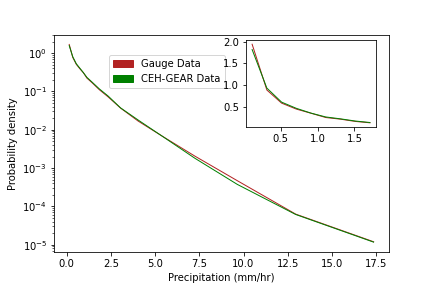 Gauge Data
CEH-GEAR Data
2.0
1.5
1.0
0.5
0.5 1.0 1.5
10⁰
10⁻¹
10⁻²
10⁻³
10⁻⁴
10⁻⁵
Probability density
0.0 2.5 5.0 7.5 10.0 12.5 15.0 17.5
Precipitation (mm/hr)